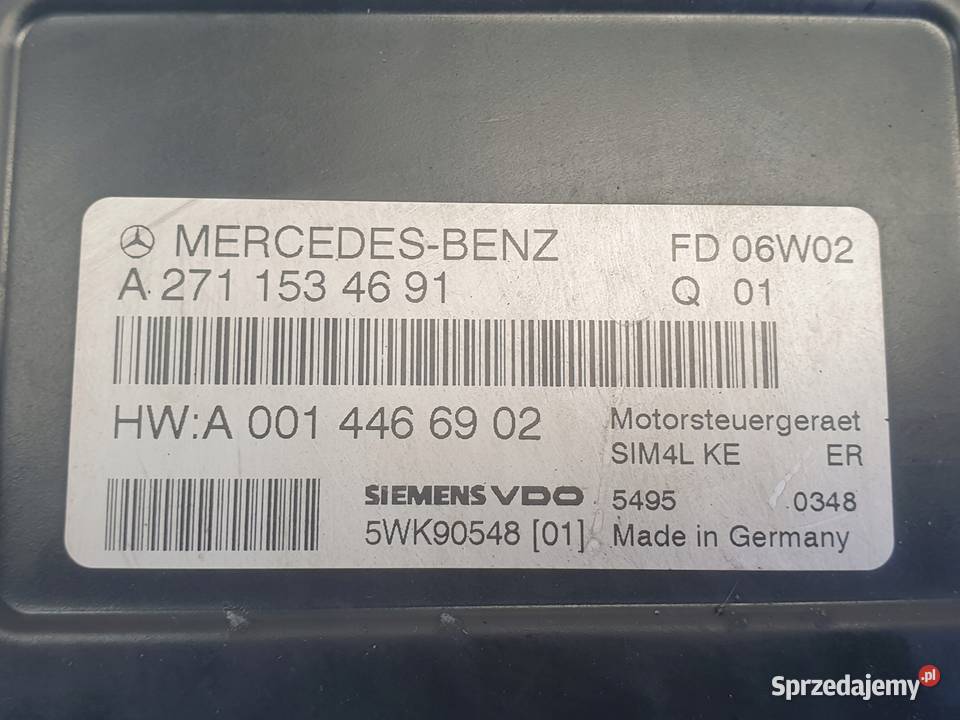 MERCEDES-BENZ FD 06W02
A 271 153 46 91 Q 01
HW:A 001 446 69 02 Motorsteuergeraet
SIM4L KE ER
SIEMENS VDO 5495 0348
5WK90548 [01] Made in Germany
Sprzedajemy.pl